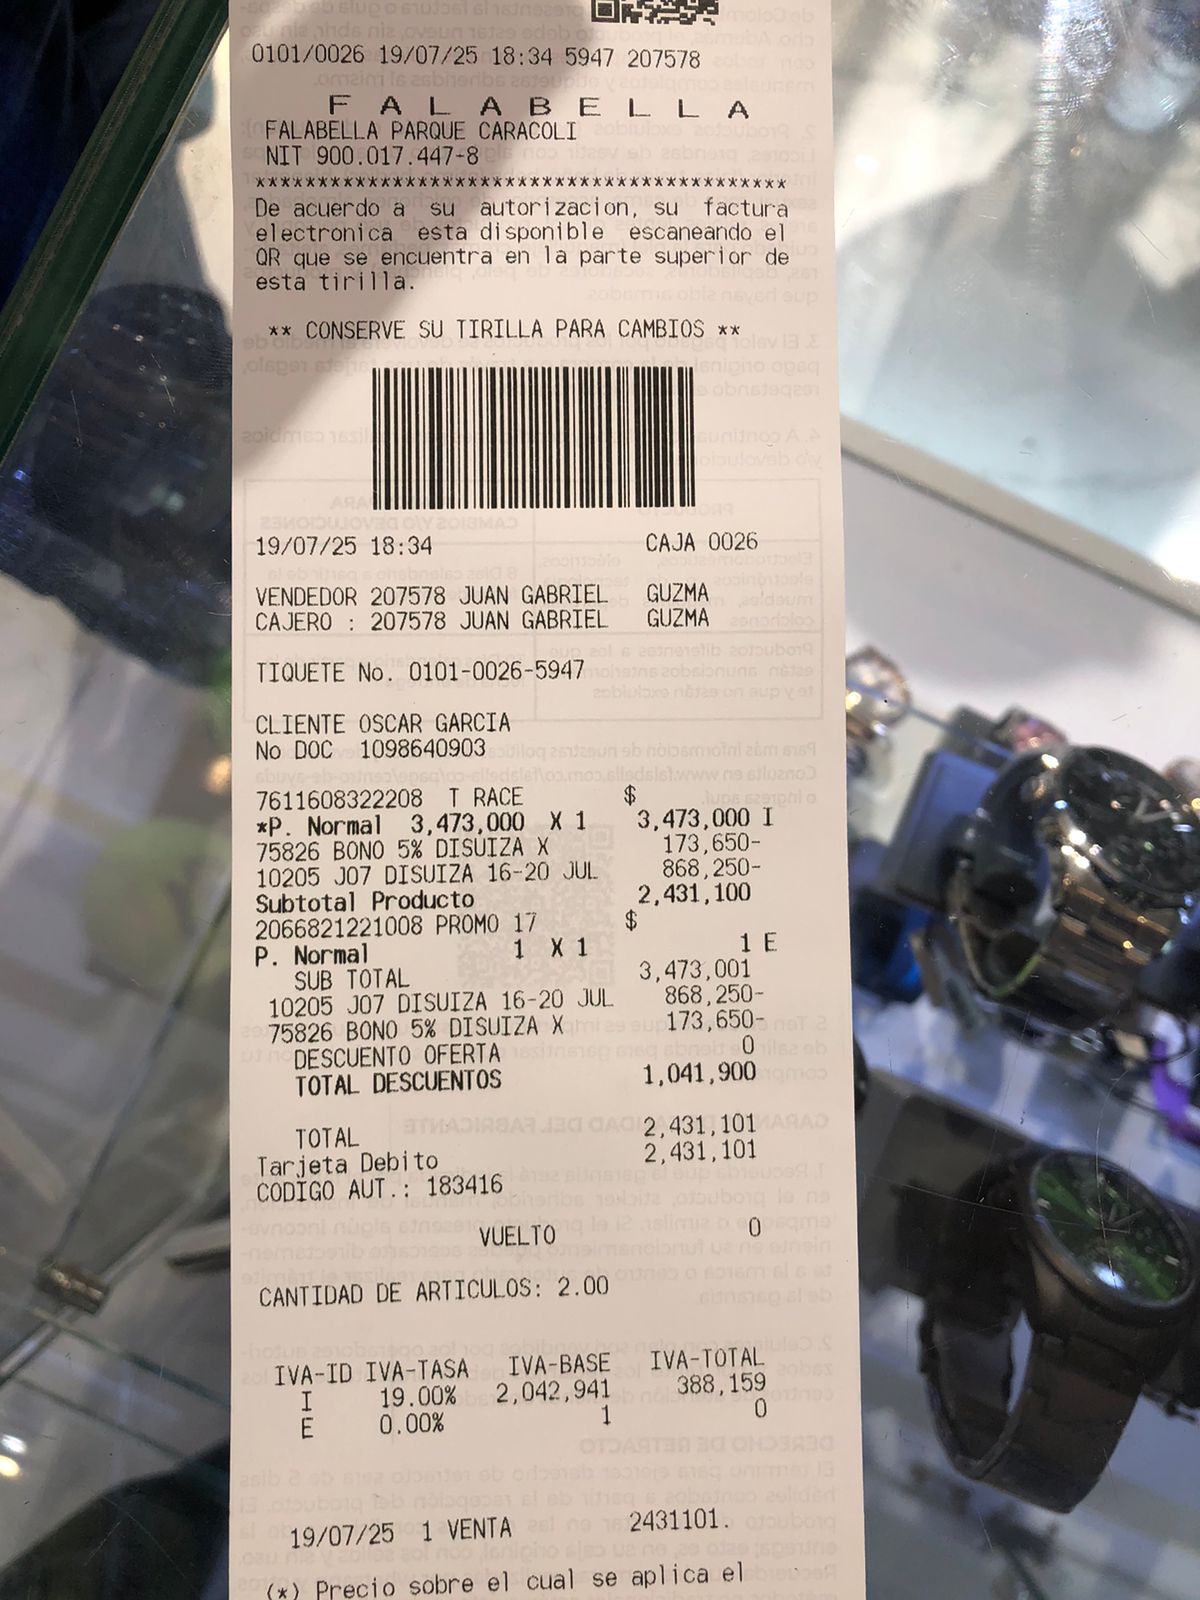 0101/0026 19/07/25 18:34 5947 207578
F A L A B E L L A
FALABELLA PARQUE CARACOLI
NIT 900.017.447-8
*******************************************
De acuerdo a su autorizacion, su factura
electronica esta disponible escaneando el
QR que se encuentra en la parte superior de
esta tirilla.
** CONSERVE SU TIRILLA PARA CAMBIOS **
19/07/25 18:34 CAJA 0026
VENDEDOR 207578 JUAN GABRIEL GUZMA
CAJERO : 207578 JUAN GABRIEL GUZMA
TIQUETE No. 0101-0026-5947
CLIENTE OSCAR GARCIA
No DOC 1098640903
7611608322208 T RACE $
*P. Normal 3,473,000 X 1 3,473,000 I
75826 BONO 5% DISUIZA X 173,650-
10205 J07 DISUIZA 16-20 JUL 868,250-
Subtotal Producto 2,431,100
2066821221008 PROMO 17 $
P. Normal 1 X 1 1 E
SUB TOTAL 3,473,001
10205 J07 DISUIZA 16-20 JUL 868,250-
75826 BONO 5% DISUIZA X 173,650-
DESCUENTO OFERTA 0
TOTAL DESCUENTOS 1,041,900
TOTAL 2,431,101
Tarjeta Debito 2,431,101
CODIGO AUT.: 183416
VUELTO 0
CANTIDAD DE ARTICULOS: 2.00
IVA-ID IVA-TASA IVA-BASE IVA-TOTAL
I 19.00% 2,042,941 388,159
E 0.00% 1 0
19/07/25 1 VENTA 2431101.
(*) Precio sobre el cual se aplica el